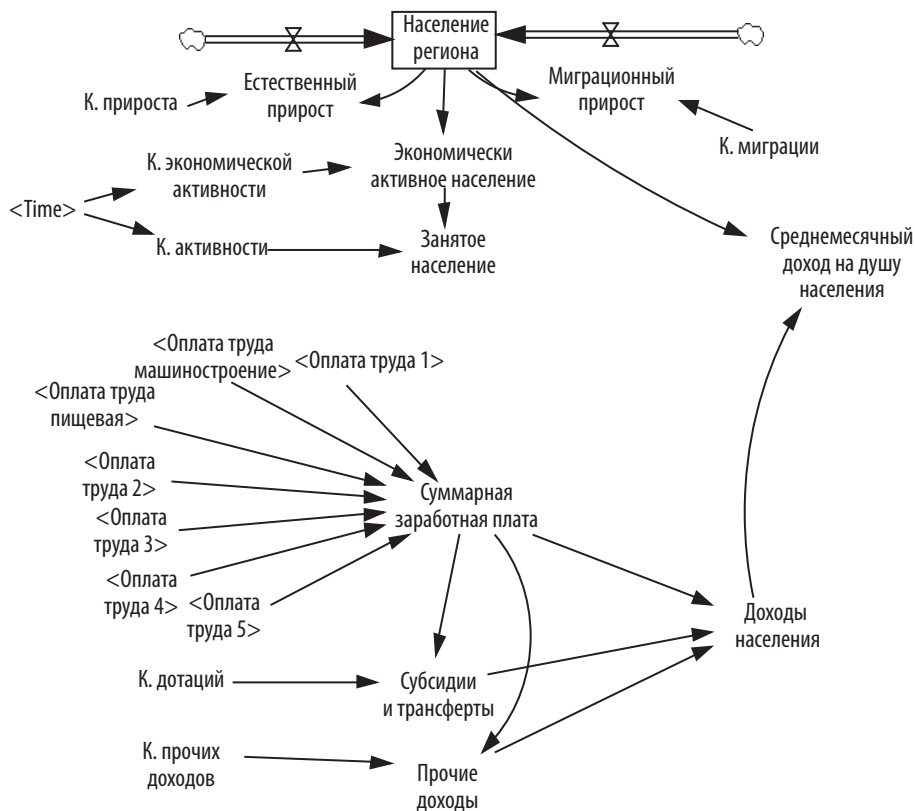 Население
региона
Естественный
прирост
Миграционный
прирост
К. прироста
К. миграции
К. экономической
активности
Экономически
активное население
<Time>
К. активности
Занятое
население
Среднемесячный
доход на душу
населения
<Оплата труда
машиностроение>
<Оплата труда 1>
<Оплата труда
пищевая>
<Оплата
труда 2>
<Оплата
труда 3>
<Оплата
труда 4>
<Оплата
труда 5>
Суммарная
заработная плата
Доходы
населения
К. дотаций
Субсидии
и трансферты
К. прочих
доходов
Прочие
доходы